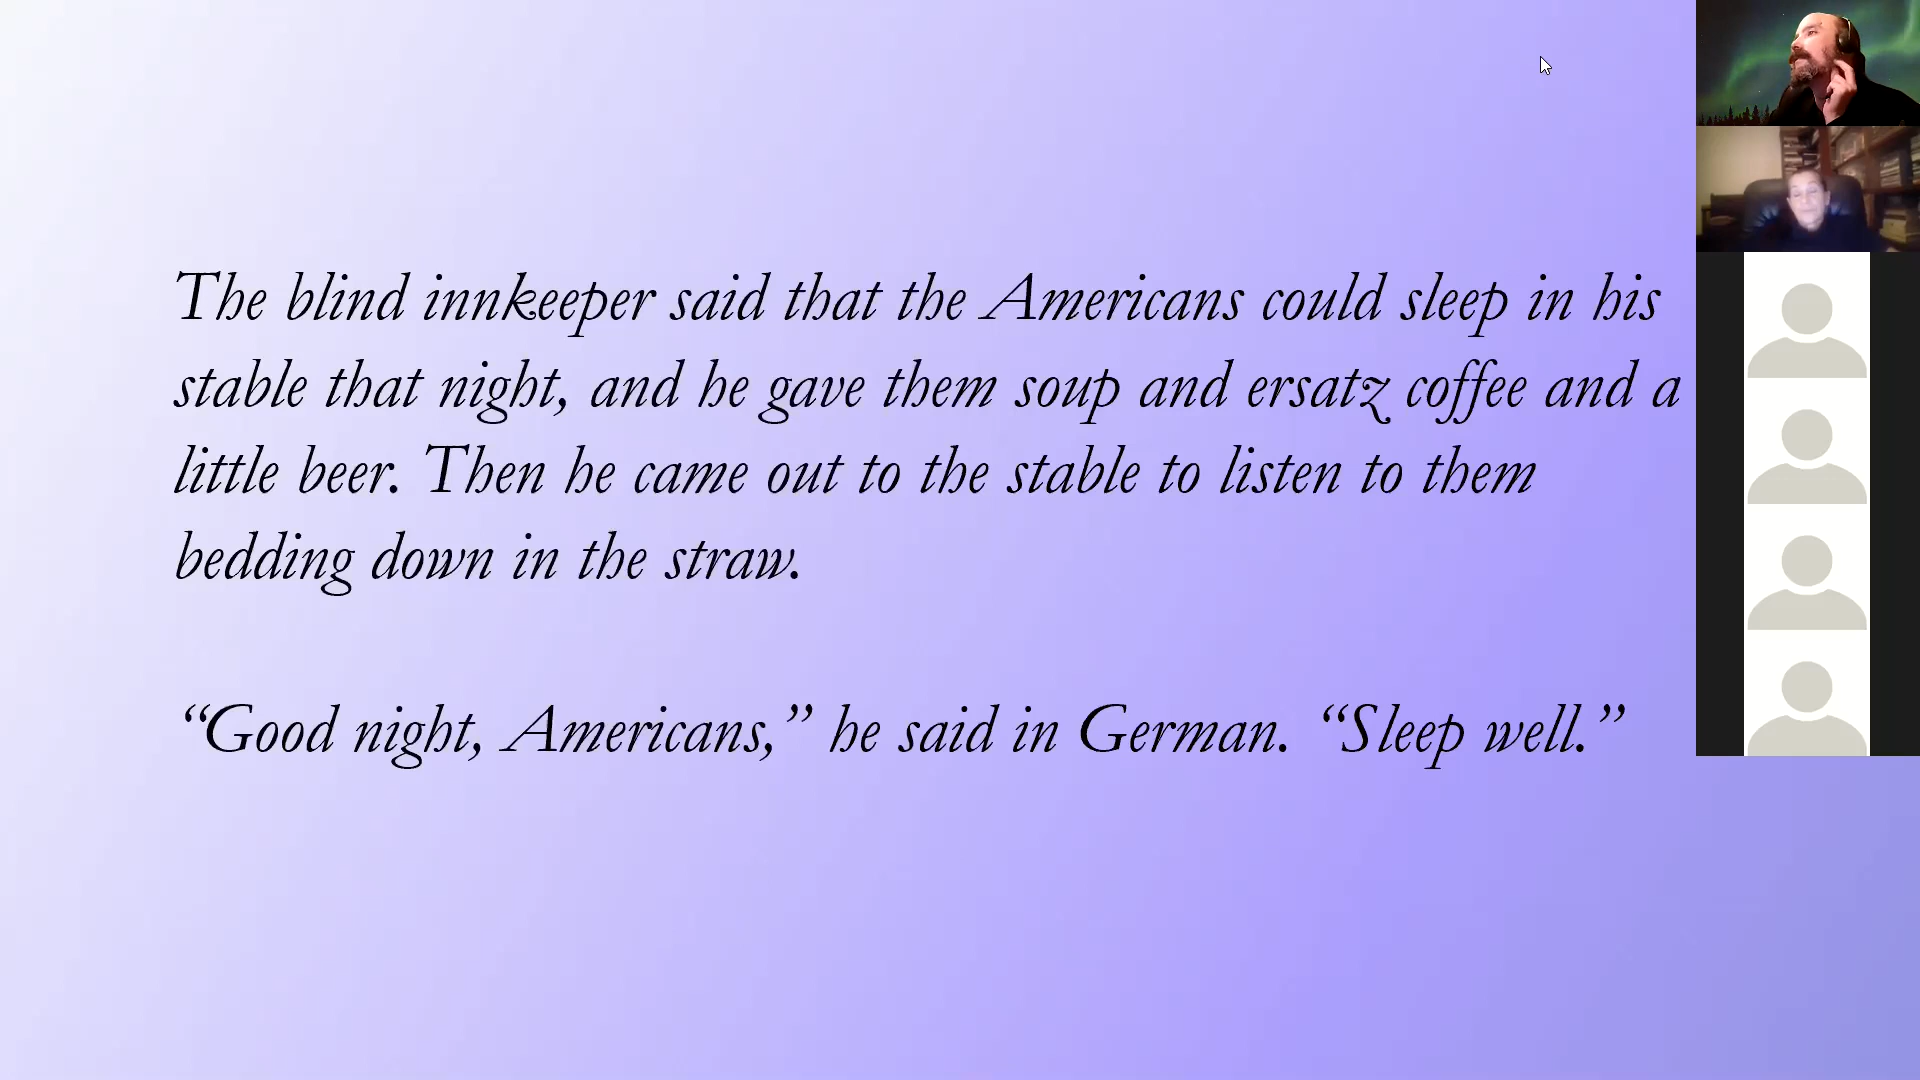 The blind innkeeper said that the Americans could sleep in his
stable that night, and he gave them soup and ersatz coffee and a
little beer. Then he came out to the stable to listen to them
bedding down in the straw.
“Good night, Americans,” he said in German. “Sleep well.”